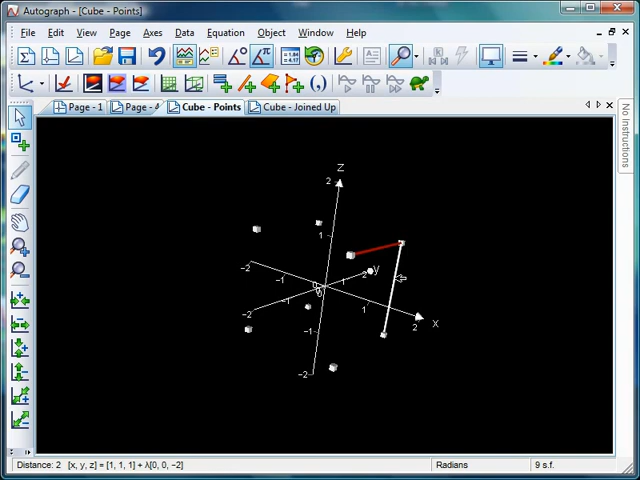 Autograph - [Cube - Points]
File Edit View Page Axes Data Equation Object Window Help
Page - 1 Page - 4 Cube - Points Cube - Joined Up
No Instructions
z
2
1
y
2
1
-2
-1
0
0
-2
-1
1
2
x
-1
-2
Distance: 2 [x, y, z] = [1, 1, 1] + λ[0, 0, −2] Radians 9 s.f.